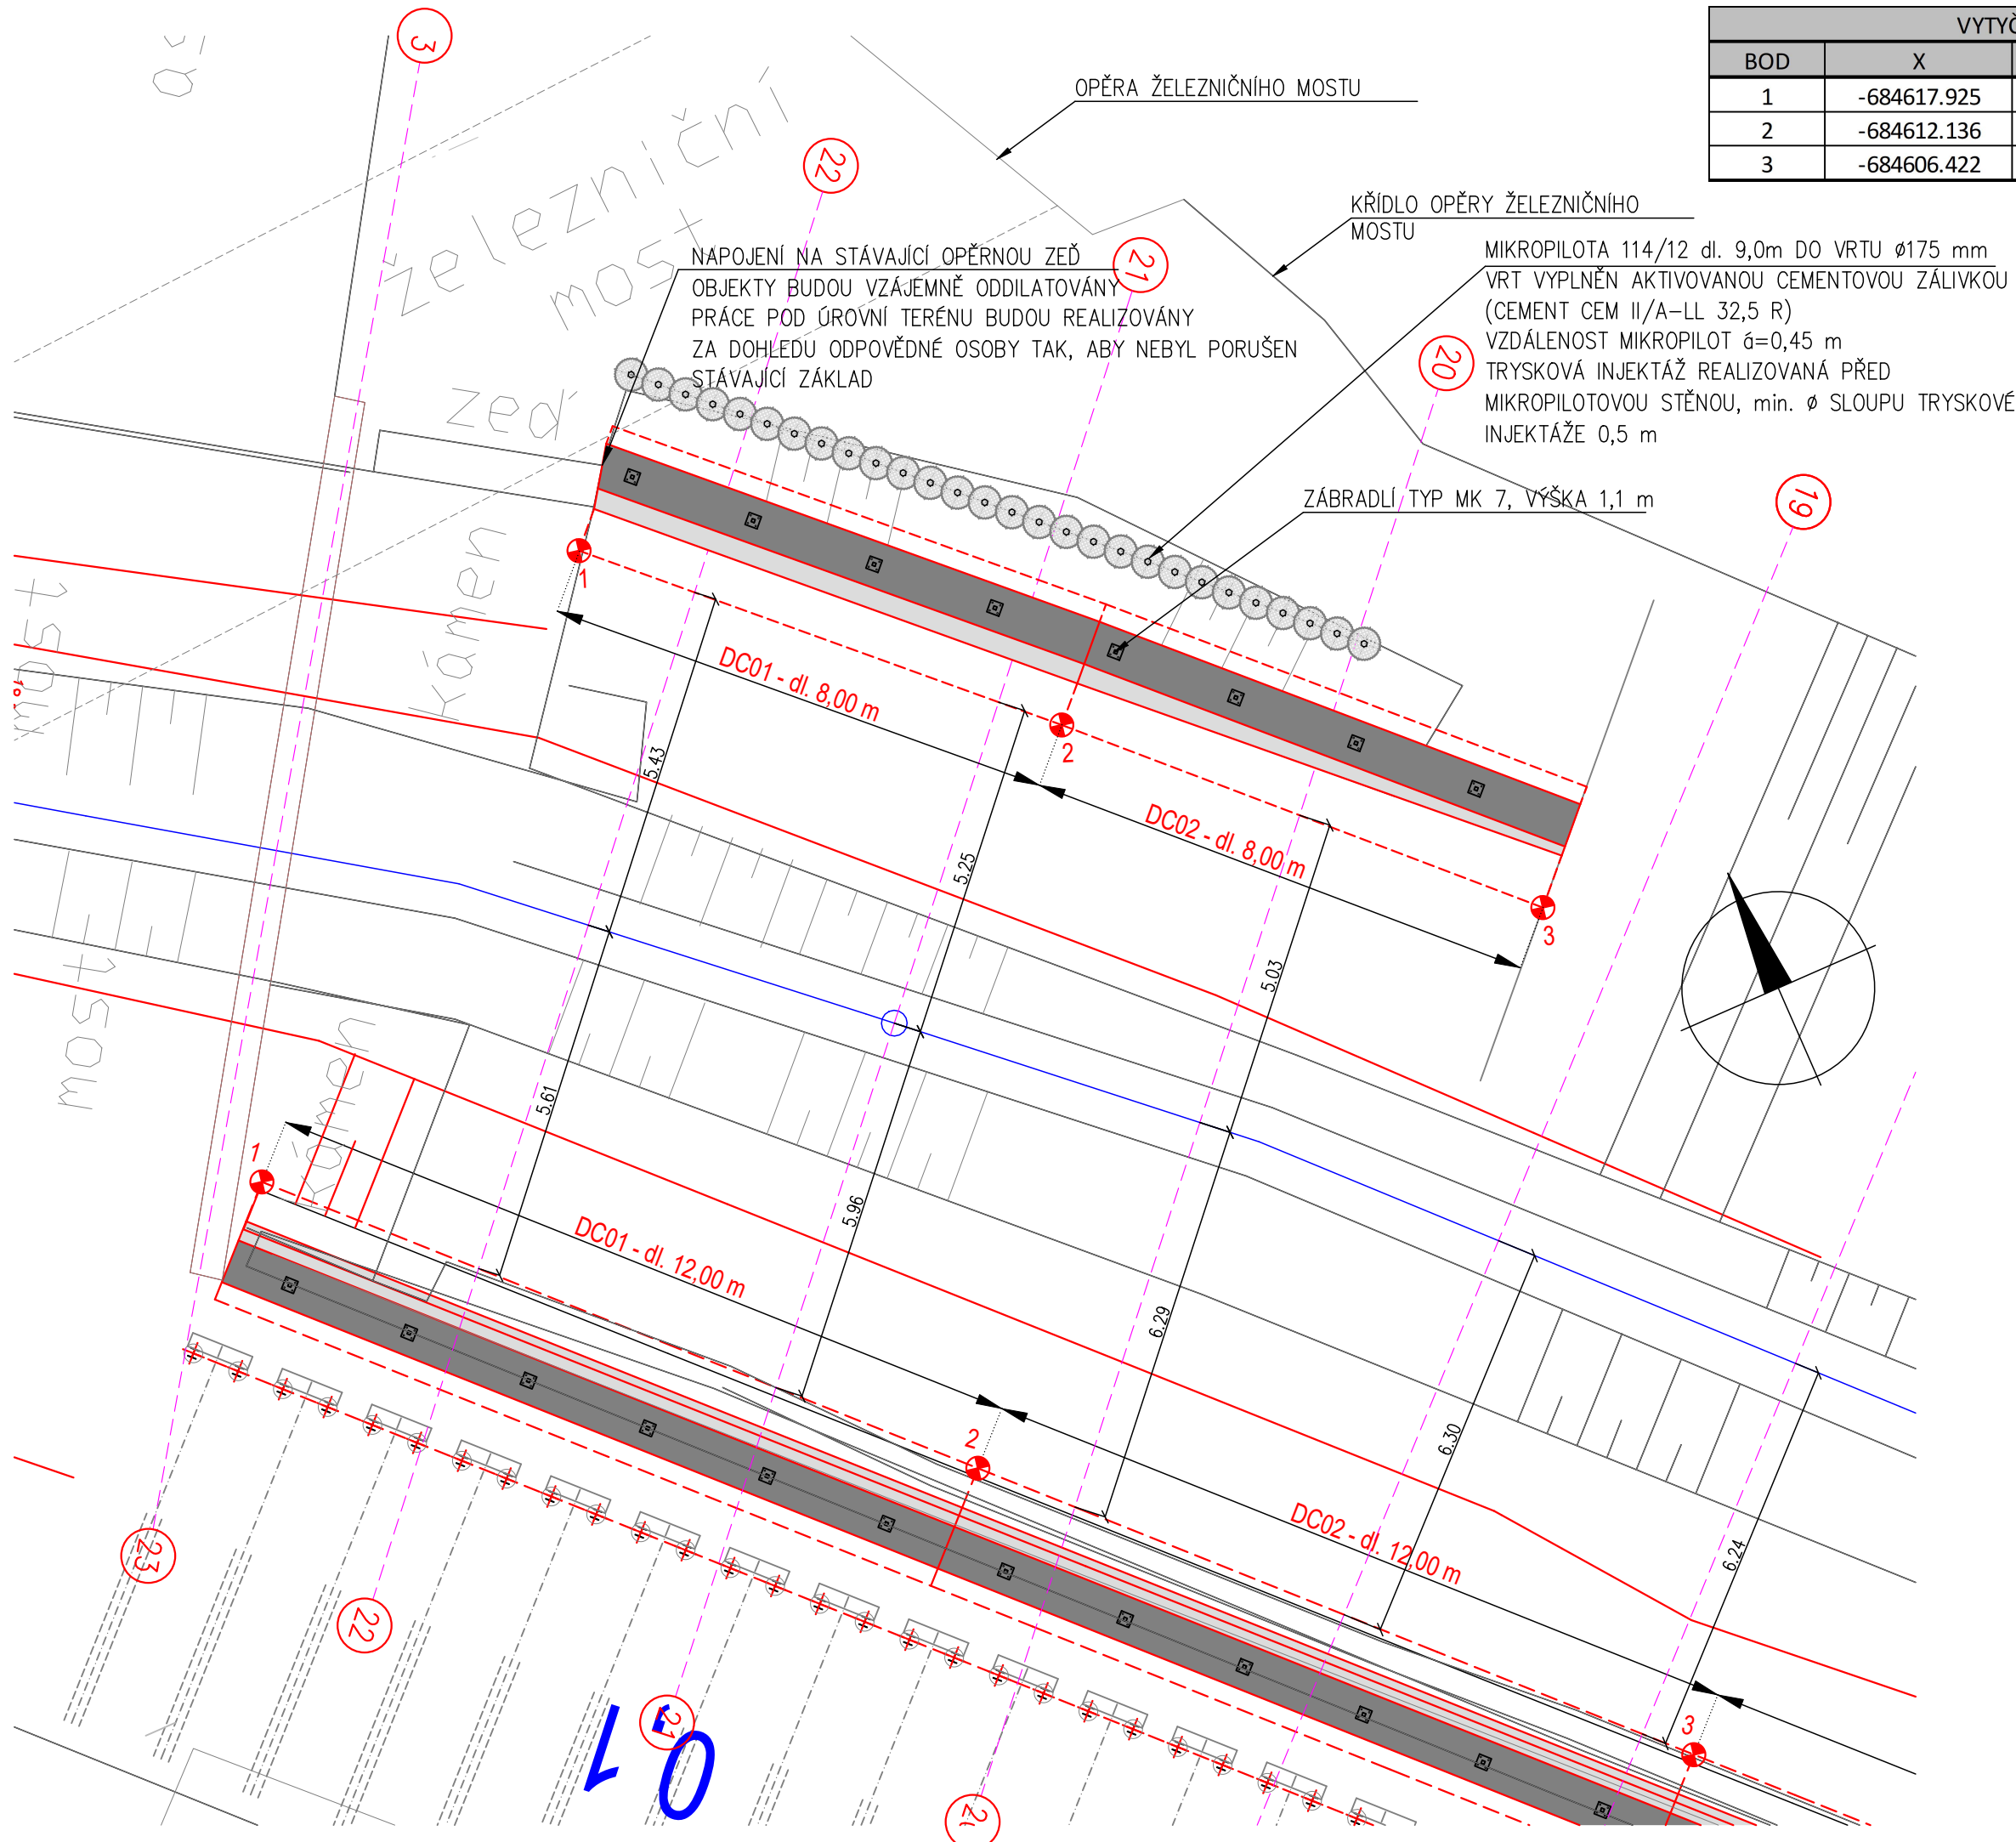 VYTYČ
BOD X
1 -684617.925
2 -684612.136
3 -684606.422
OPĚRA ŽELEZNIČNÍHO MOSTU
KŘÍDLO OPĚRY ŽELEZNIČNÍHO
MOSTU
NAPOJENÍ NA STÁVAJÍCÍ OPĚRNOU ZEĎ
OBJEKTY BUDOU VZÁJEMNĚ ODDILATOVÁNY
PRÁCE POD ÚROVNÍ TERÉNU BUDOU REALIZOVÁNY
ZA DOHLEDU ODPOVĚDNÉ OSOBY TAK, ABY NEBYL PORUŠEN
STÁVAJÍCÍ ZÁKLAD
MIKROPILOTA 114/12 dl. 9,0m DO VRTU ø175 mm
VRT VYPLNĚN AKTIVOVANOU CEMENTOVOU ZÁLIVKOU
(CEMENT CEM II/A-LL 32,5 R)
VZDÁLENOST MIKROPILOT á=0,45 m
TRYSKOVÁ INJEKTÁŽ REALIZOVANÁ PŘED
MIKROPILOTOVOU STĚNOU, min. ø SLOUPU TRYSKOVÉ
INJEKTÁŽE 0,5 m
ZÁBRADLÍ TYP MK 7, VÝŠKA 1,1 m
3
22
21
20
19
železniční
most
zeď
kámen
most
most
kámen
1
2
3
DC01 - dl. 8,00 m
DC02 - dl. 8,00 m
5.43
5.25
5.03
5.61
5.96
6.29
6.30
6.24
1
2
3
DC01 - dl. 12,00 m
DC02 - dl. 12,00 m
23
22
21
0.1